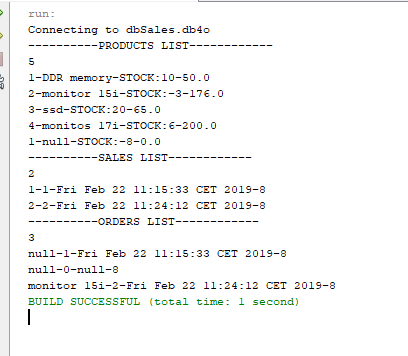 run:
Connecting to dbSales.db4o
----------PRODUCTS LIST------------
5
1-DDR memory-STOCK:10-50.0
2-monitor 15i-STOCK:-3-176.0
3-ssd-STOCK:20-65.0
4-monitos 17i-STOCK:6-200.0
1-null-STOCK:-8-0.0
----------SALES LIST------------
2
1-1-Fri Feb 22 11:15:33 CET 2019-8
2-2-Fri Feb 22 11:24:12 CET 2019-8
----------ORDERS LIST------------
3
null-1-Fri Feb 22 11:15:33 CET 2019-8
null-0-null-8
monitor 15i-2-Fri Feb 22 11:24:12 CET 2019-8
BUILD SUCCESSFUL (total time: 1 second)